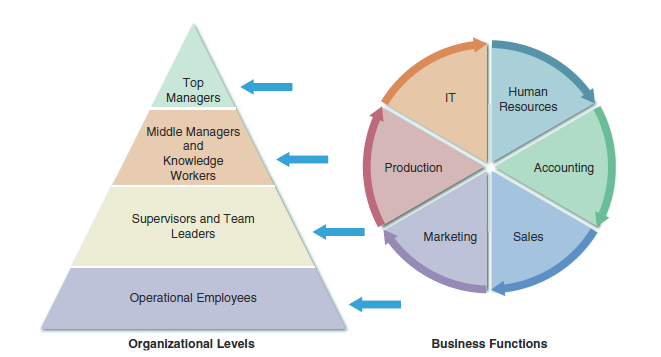 Top
Managers
Middle Managers
and
Knowledge
Workers
Supervisors and Team
Leaders
Operational Employees
Organizational Levels
IT
Human
Resources
Production
Accounting
Marketing
Sales
Business Functions